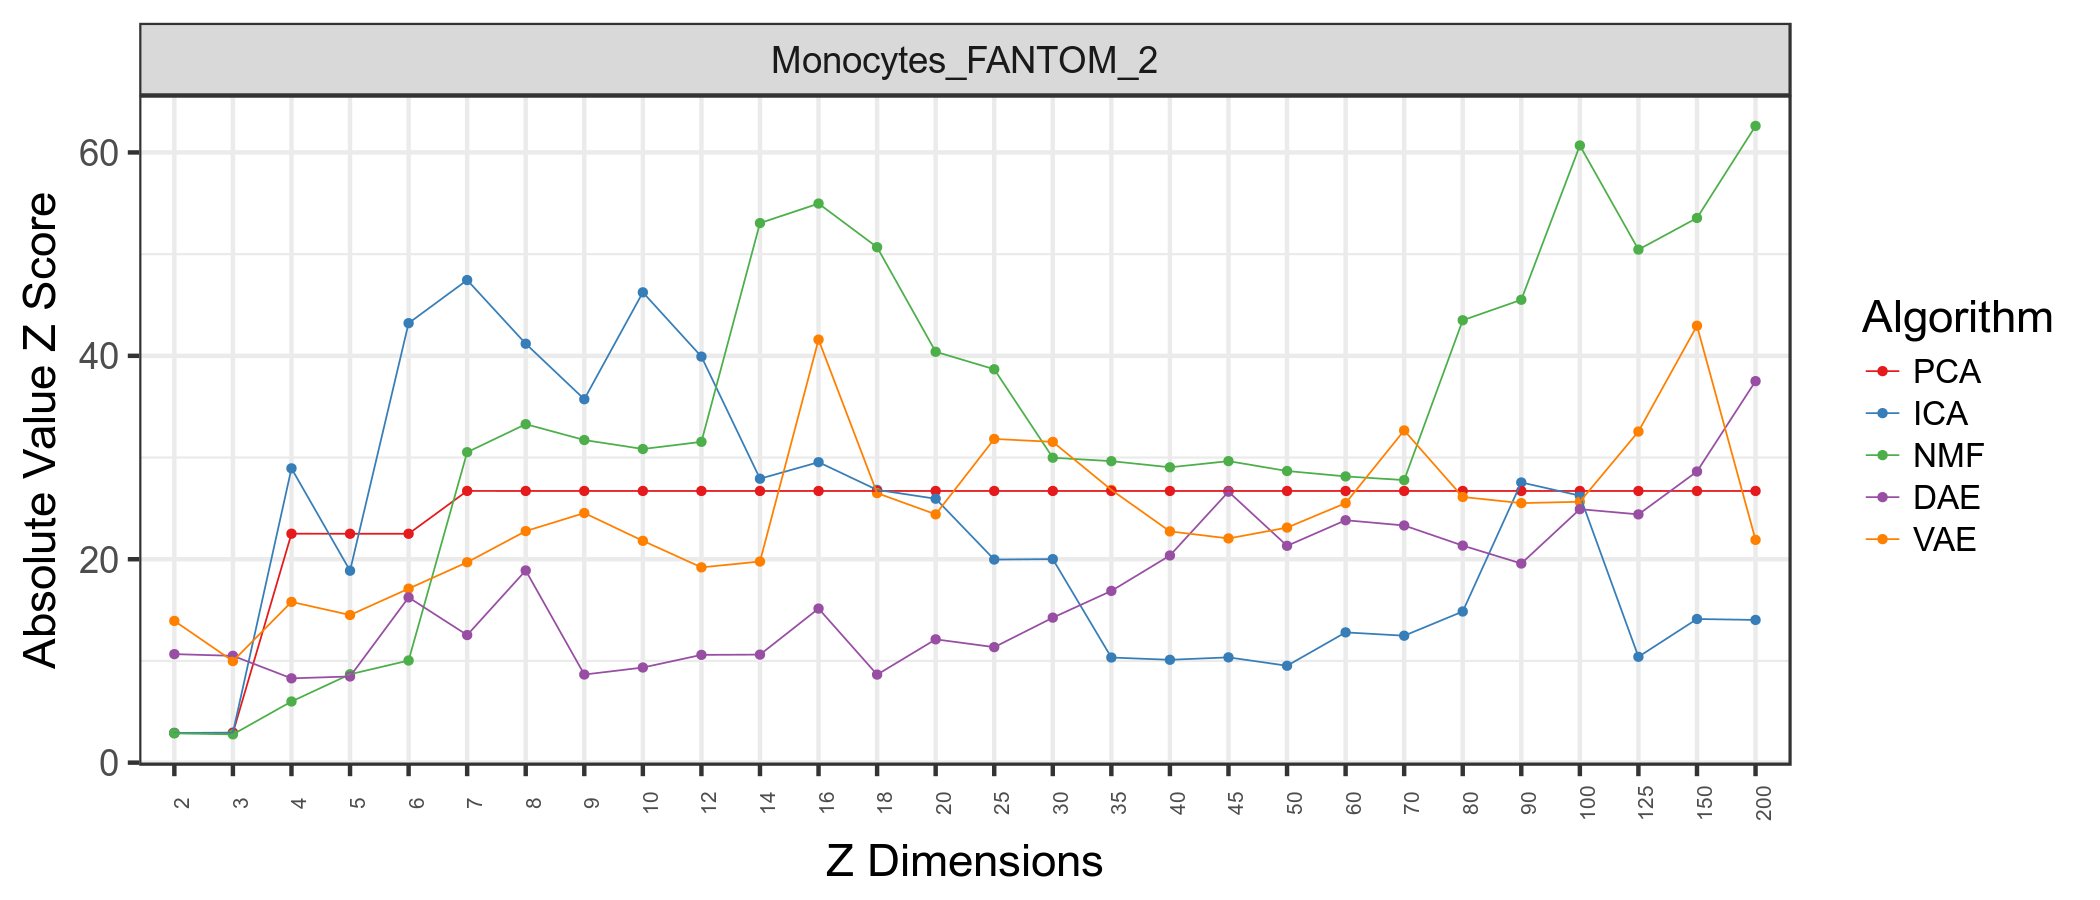 Monocytes_FANTOM_2
Absolute Value Z Score
60
40
20
0
2 3 4 5 6 7 8 9 10 12 14 16 18 20 25 30 35 40 45 50 60 70 80 90 100 125 150 200
Z Dimensions
Algorithm
PCA
ICA
NMF
DAE
VAE